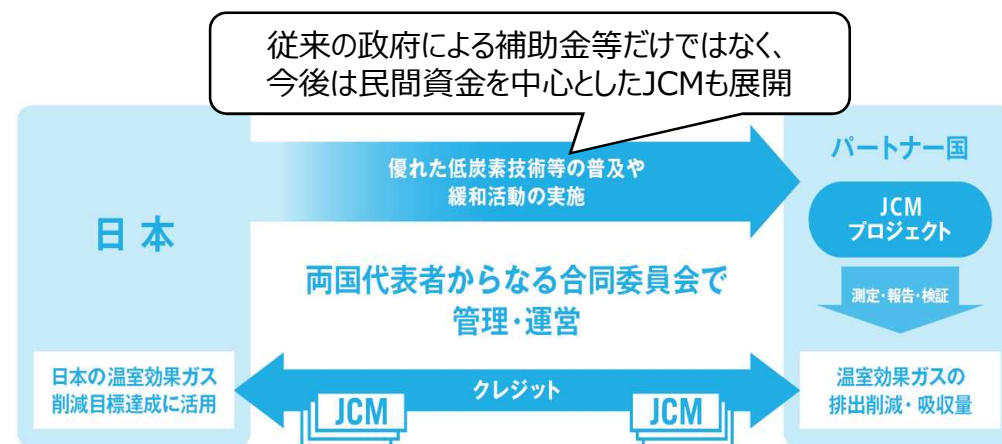 従来の政府による補助金等だけではなく、
今後は民間資金を中心としたJCMも展開
優れた低炭素技術等の普及や
緩和活動の実施
パートナー国
JCM
プロジェクト
日本
両国代表者からなる合同委員会で
管理・運営
測定・報告・検証
日本の温室効果ガス
削減目標達成に活用
クレジット
JCM
JCM
温室効果ガスの
排出削減・吸収量